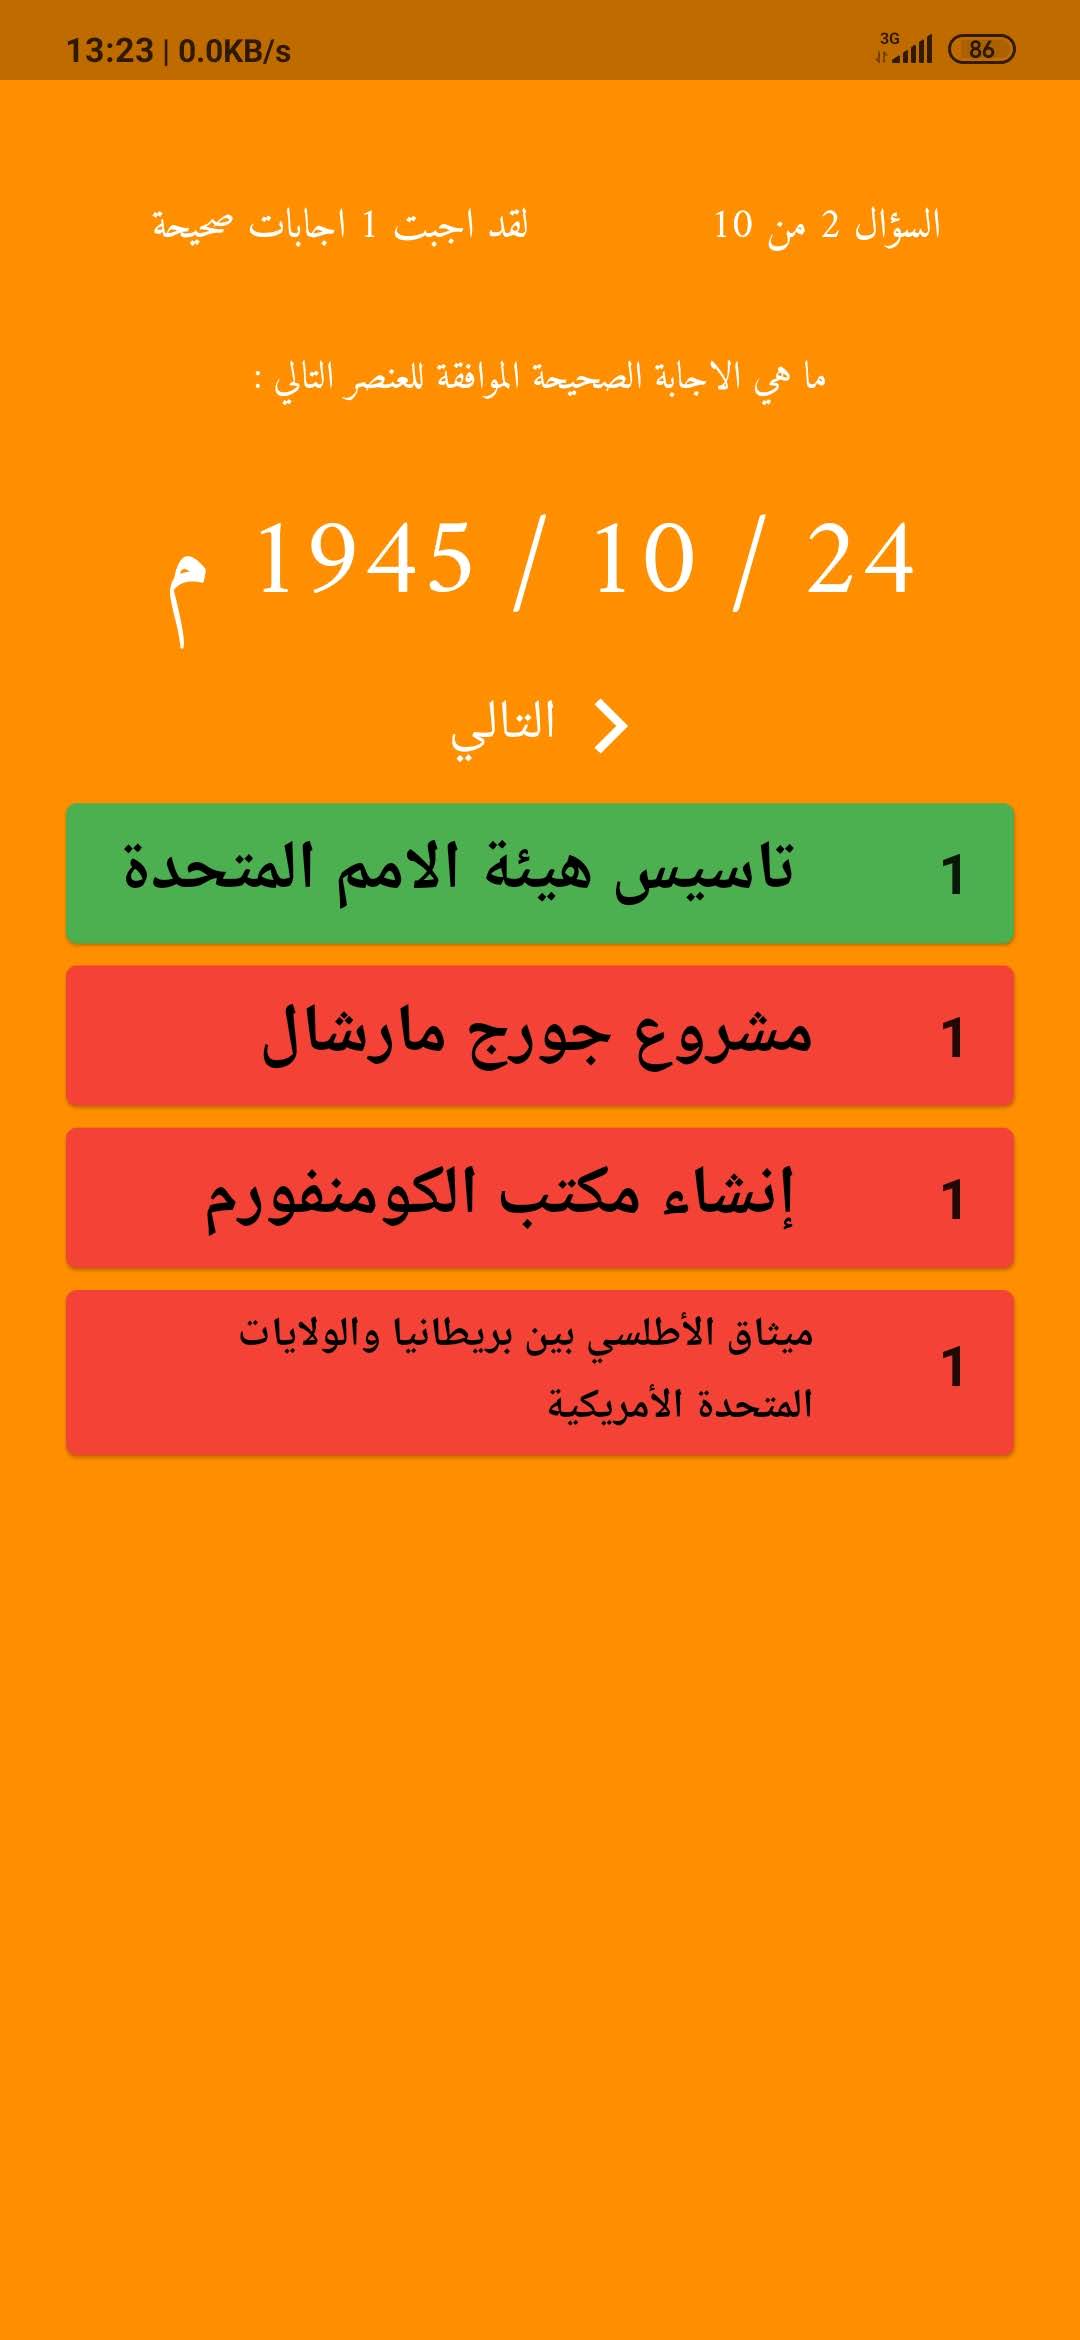 13:23 | 0.0KB/s 3G 86
السؤال 2 من 10
لقد اجبت 1 اجابات صحيحة
ما هي الاجابة الصحيحة الموافقة للعنصر التالي :
24 / 10 / 1945 م
التالي
1 تاسيس هيئة الامم المتحدة
1 مشروع جورج مارشال
1 إنشاء مكتب الكومنفورم
1 ميثاق الأطلسي بين بريطانيا والولايات
المتحدة الأمريكية